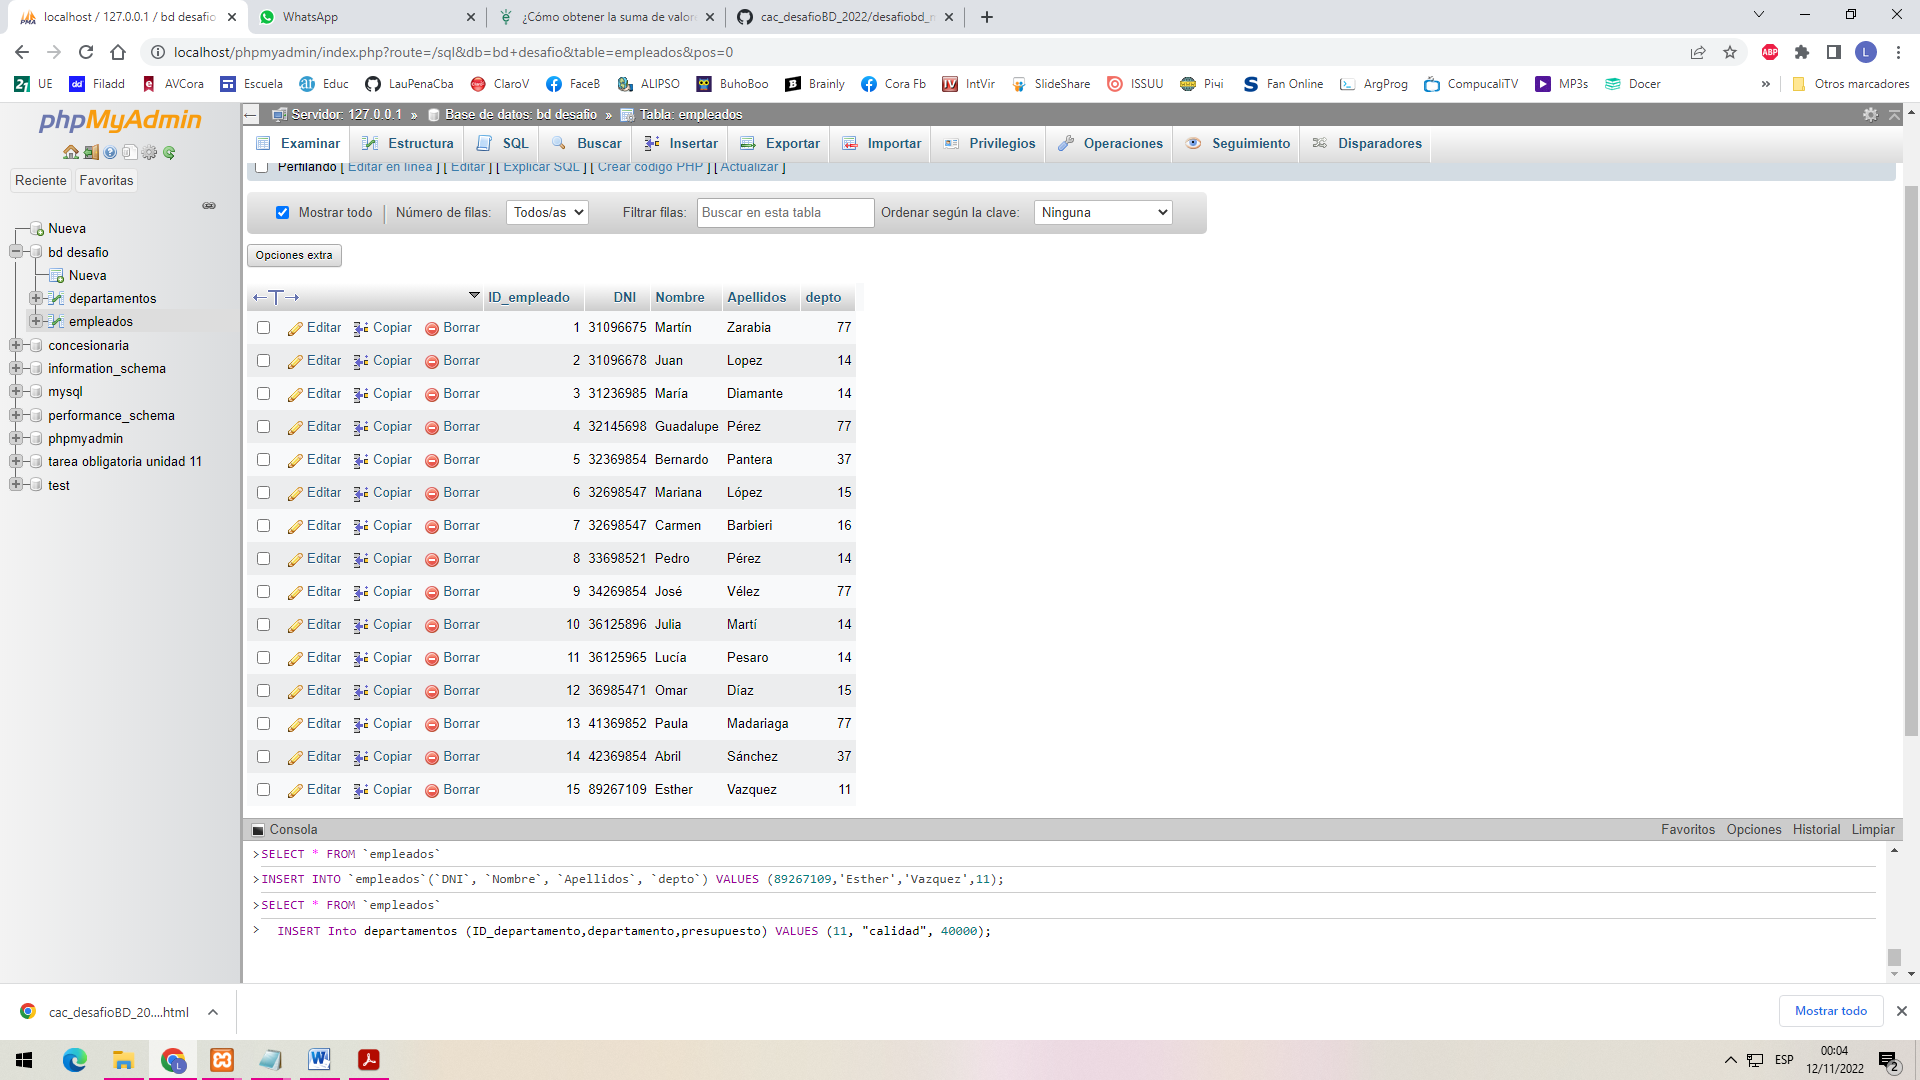 localhost / 127.0.0.1 / bd desafio
WhatsApp
¿Cómo obtener la suma de valor
cac_desafioBD_2022/desafiobd_r
localhost/phpmyadmin/index.php?route=/sql&db=bd+desafio&table=empleados&pos=0
UE Filadd AVCora Escuela Educ LauPenaCba ClaroV FaceB ALIPSO BuhoBoo Brainly Cora Fb IntVir SlideShare ISSUU Piui Fan Online ArgProg CompucaliTV MP3s Docer » Otros marcadores
phpMyAdmin
Reciente Favoritas
Nueva
bd desafio
Nueva
departamentos
empleados
concesionaria
information_schema
mysql
performance_schema
phpmyadmin
tarea obligatoria unidad 11
test
Servidor: 127.0.0.1 » Base de datos: bd desafio » Tabla: empleados
Examinar Estructura SQL Buscar Insertar Exportar Importar Privilegios Operaciones Seguimiento Disparadores
Perfilando [ Editar en línea ] [ Editar ] [ Explicar SQL ] [ Crear código PHP ] [ Actualizar ]
Mostrar todo Número de filas: Todos/as Filtrar filas: Buscar en esta tabla Ordenar según la clave: Ninguna
Opciones extra
ID_empleado DNI Nombre Apellidos depto
Editar Copiar Borrar 1 31096675 Martín Zarabia 77
Editar Copiar Borrar 2 31096678 Juan Lopez 14
Editar Copiar Borrar 3 31236985 María Diamante 14
Editar Copiar Borrar 4 32145698 Guadalupe Pérez 77
Editar Copiar Borrar 5 32369854 Bernardo Pantera 37
Editar Copiar Borrar 6 32698547 Mariana López 15
Editar Copiar Borrar 7 32698547 Carmen Barbieri 16
Editar Copiar Borrar 8 33698521 Pedro Pérez 14
Editar Copiar Borrar 9 34269854 José Vélez 77
Editar Copiar Borrar 10 36125896 Julia Martí 14
Editar Copiar Borrar 11 36125965 Lucía Pesaro 14
Editar Copiar Borrar 12 36985471 Omar Díaz 15
Editar Copiar Borrar 13 41369852 Paula Madariaga 77
Editar Copiar Borrar 14 42369854 Abril Sánchez 37
Editar Copiar Borrar 15 89267109 Esther Vazquez 11
Consola Favoritos Opciones Historial Limpiar
>SELECT * FROM `empleados`
>INSERT INTO `empleados`(`DNI`, `Nombre`, `Apellidos`, `depto`) VALUES (89267109,'Esther','Vazquez',11);
>SELECT * FROM `empleados`
> INSERT Into departamentos (ID_departamento,departamento,presupuesto) VALUES (11, "calidad", 40000);
cac_desafioBD_20....html
Mostrar todo
ESP
00:04
12/11/2022
2